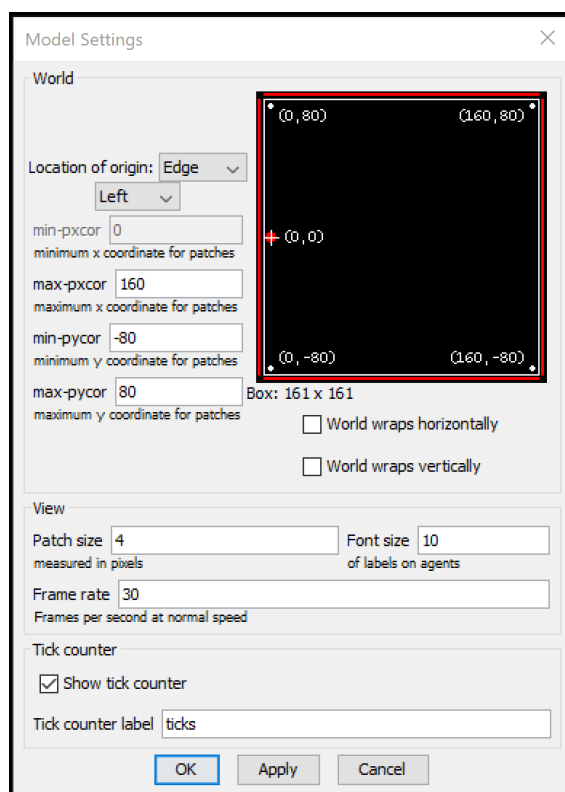 Model Settings
World
(0,80) (160,80)
Location of origin: Edge
Left
(0,0)
min-pxcor 0
minimum x coordinate for patches
max-pxcor 160
maximum x coordinate for patches
min-pycor -80
minimum y coordinate for patches
(0,-80) (160,-80)
max-pycor 80
Box: 161 x 161
maximum y coordinate for patches
World wraps horizontally
World wraps vertically
View
Patch size 4 Font size 10
measured in pixels of labels on agents
Frame rate 30
Frames per second at normal speed
Tick counter
Show tick counter
Tick counter label ticks
OK Apply Cancel